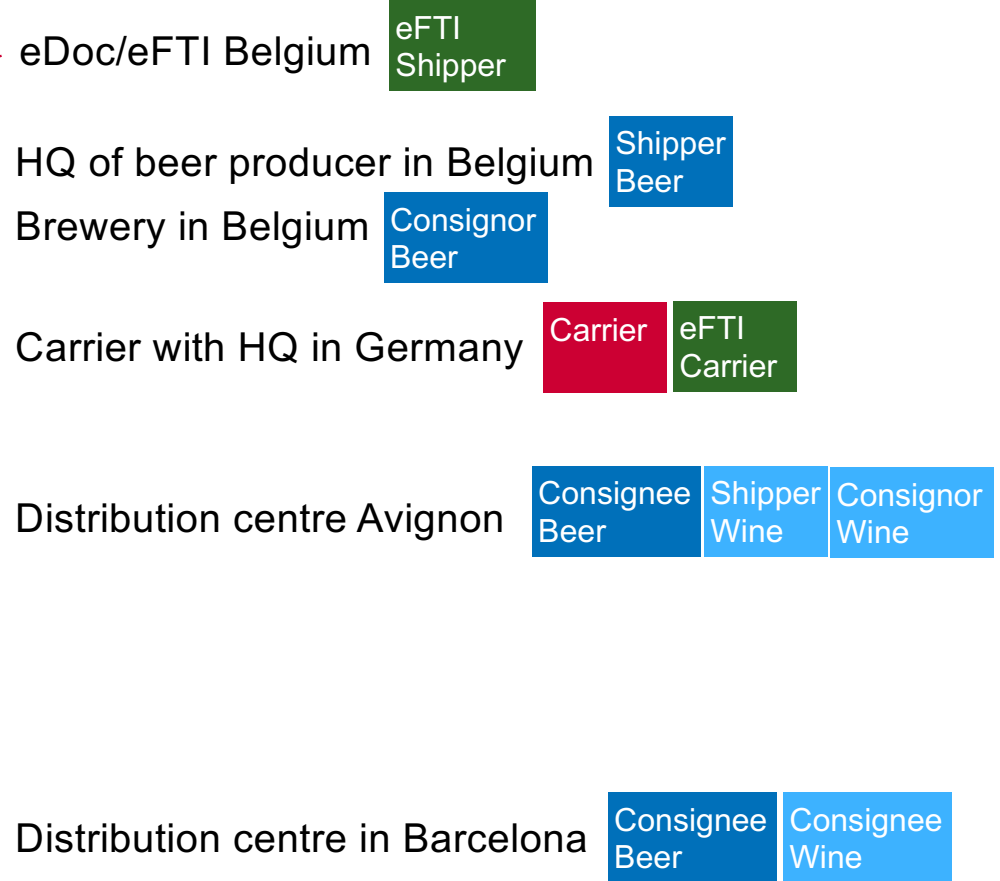 eDoc/eFTI Belgium
eFTI
Shipper
HQ of beer producer in Belgium
Shipper
Beer
Brewery in Belgium
Consignor
Beer
Carrier with HQ in Germany
Carrier
eFTI
Carrier
Distribution centre Avignon
Consignee
Beer
Shipper
Wine
Consignor
Wine
Distribution centre in Barcelona
Consignee
Beer
Consignee
Wine